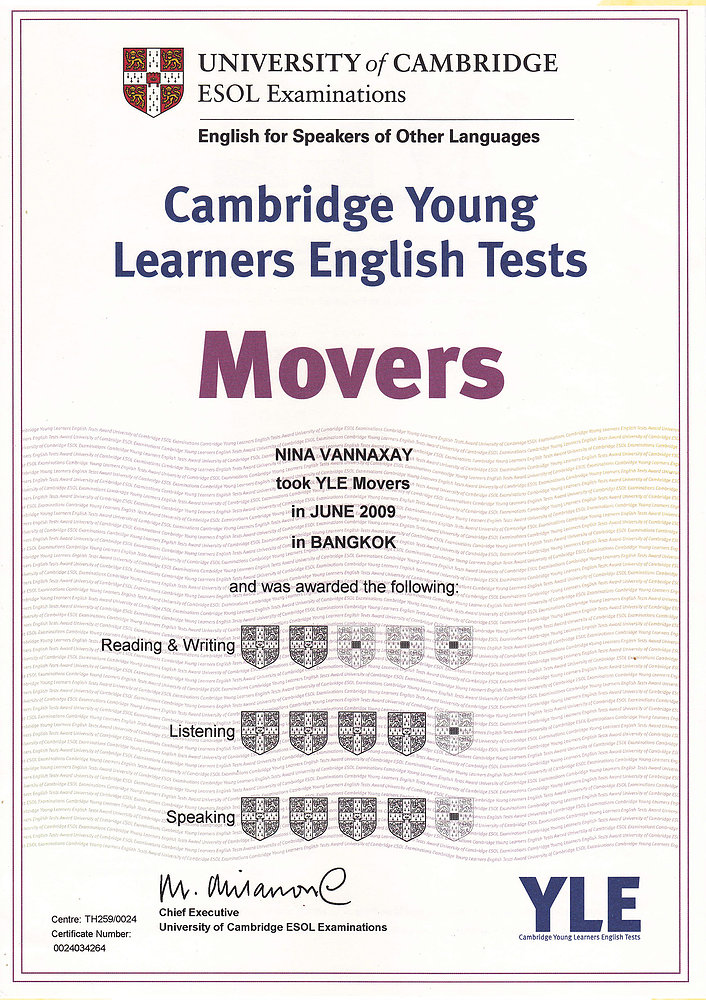 UNIVERSITY of CAMBRIDGE
ESOL Examinations
English for Speakers of Other Languages
Cambridge Young
Learners English Tests
Movers
NINA VANNAXAY
took YLE Movers
in JUNE 2009
in BANGKOK
and was awarded the following:
Reading & Writing
Listening
Speaking
Chief Executive
University of Cambridge ESOL Examinations
Centre: TH259/0024
Certificate Number:
0024034264
YLE
Cambridge Young Learners English Tests